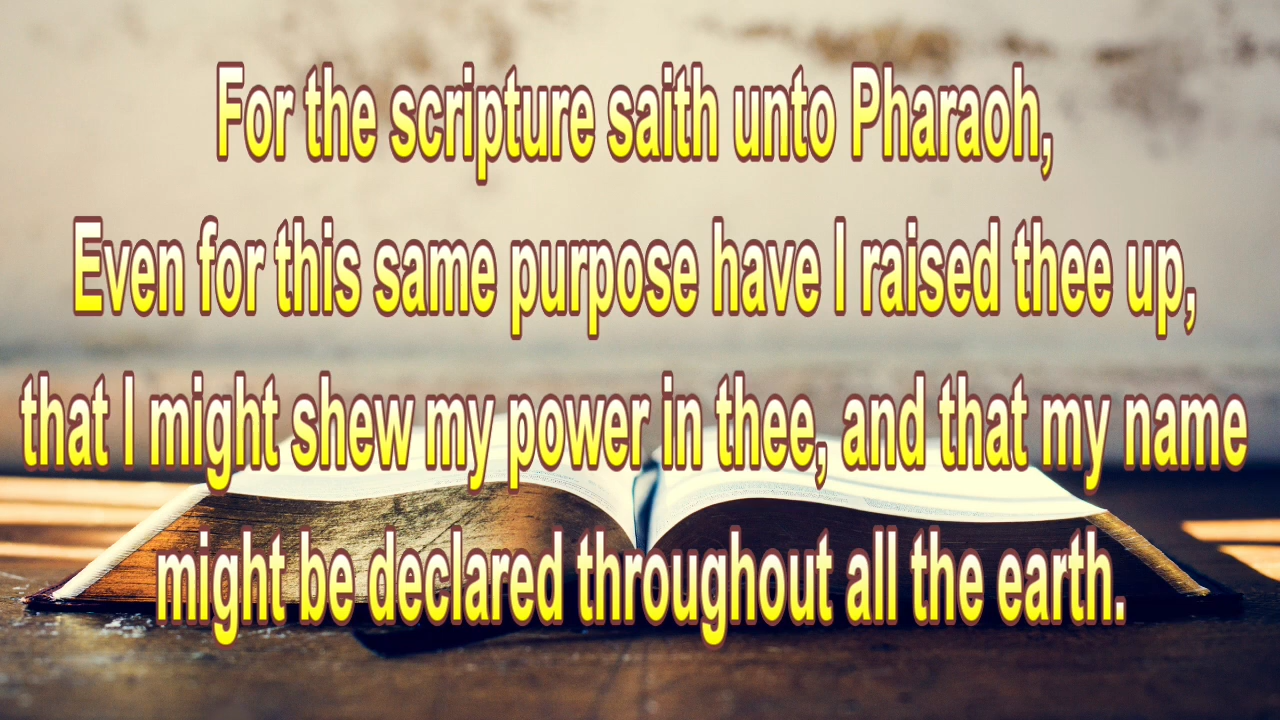 For the scripture saith unto Pharaoh,
Even for this same purpose have I raised thee up,
that I might shew my power in thee, and that my name
might be declared throughout all the earth.